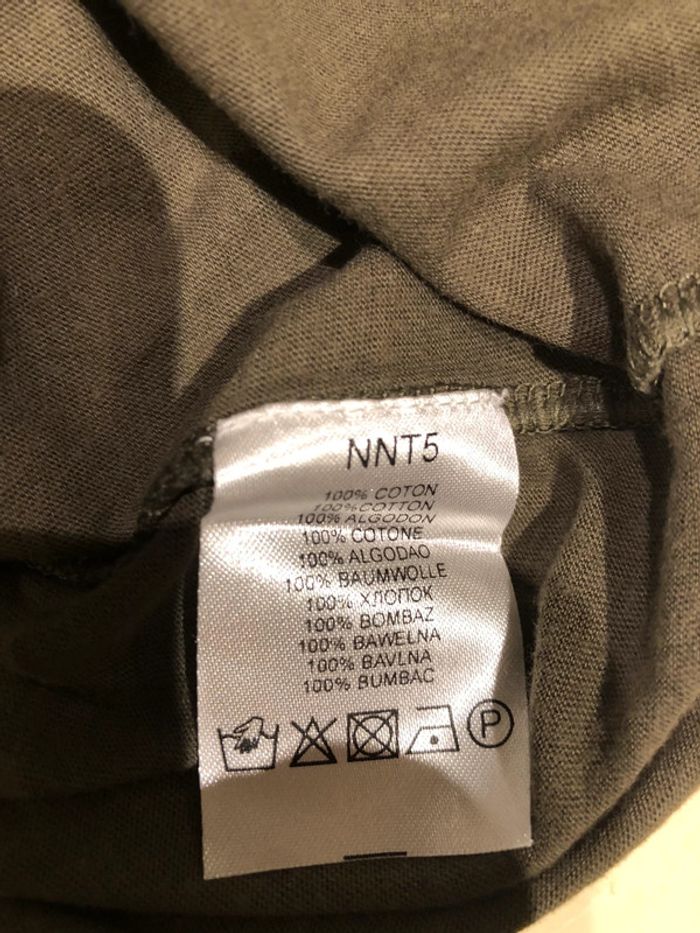 NNT5
100% COTON
100% COTTON
100% ALGODON
100% COTONE
100% ALGODAO
100% BAUMWOLLE
100% ХЛОПОК
100% BOMBAZ
100% BAWEŁNA
100% BAVLNA
100% BUMBAC
P